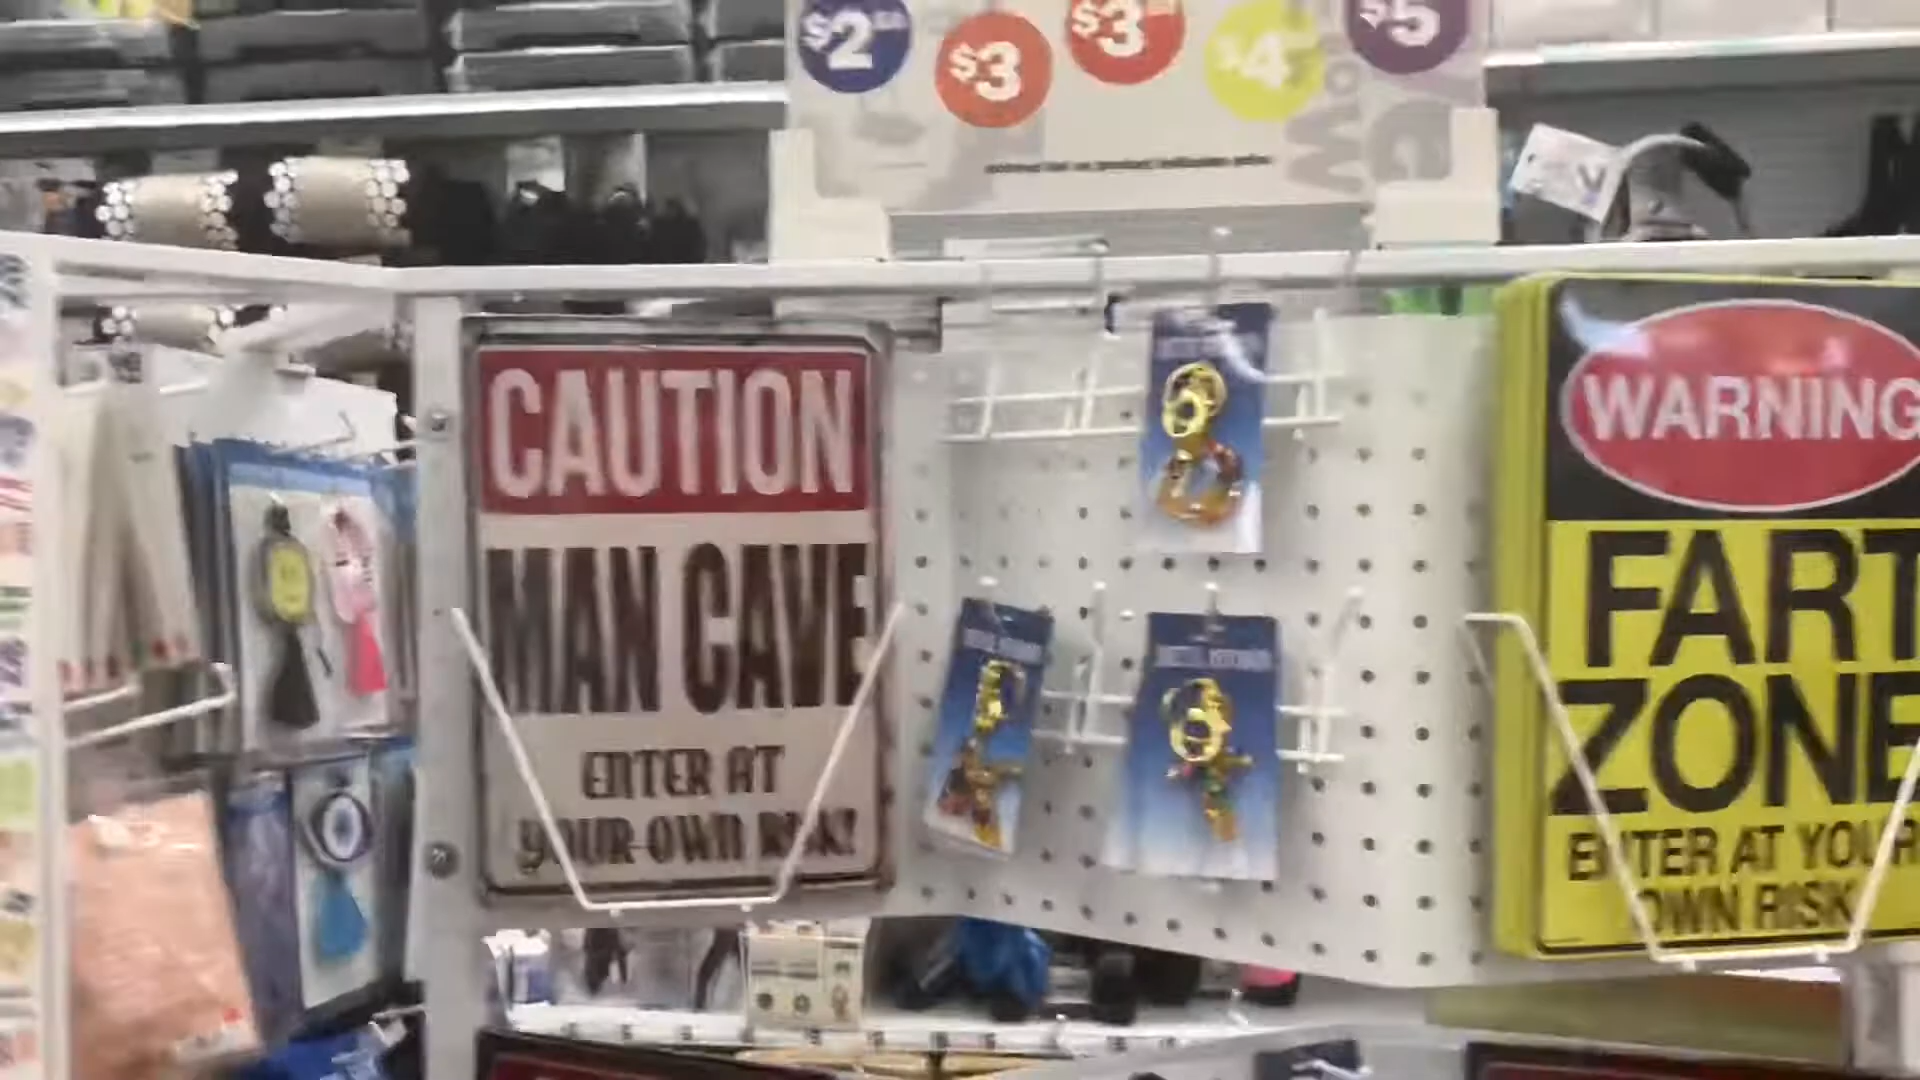 $2
$3
$3
$4
$5
CAUTION
MAN CAVE
ENTER AT
YOUR OWN RISK!
WARNING
FART
ZONE
ENTER AT YOUR
OWN RISK